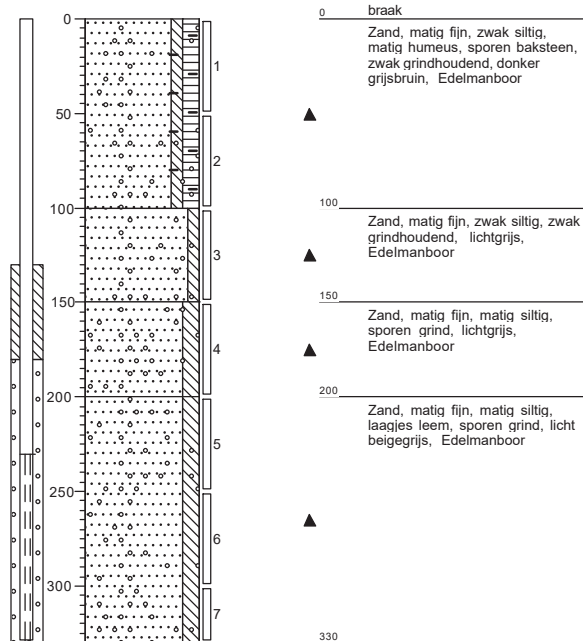 0
50
100
150
200
250
300
1
2
3
4
5
6
7
0
braak
Zand, matig fijn, zwak siltig,
matig humeus, sporen baksteen,
zwak grindhoudend, donker
grijsbruin, Edelmanboor
100
Zand, matig fijn, zwak siltig, zwak
grindhoudend, lichtgrijs,
Edelmanboor
150
Zand, matig fijn, matig siltig,
sporen grind, lichtgrijs,
Edelmanboor
200
Zand, matig fijn, matig siltig,
laagjes leem, sporen grind, licht
beigegrijs, Edelmanboor
330